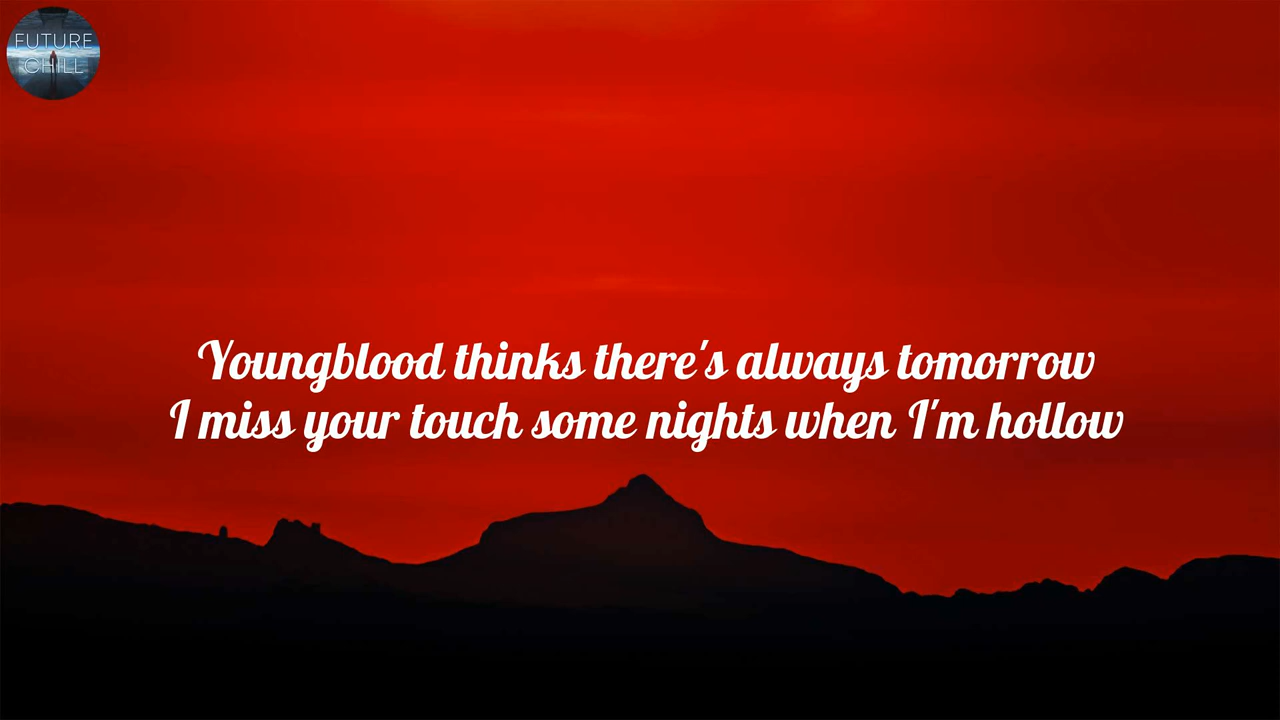 FUTURE
CHILL
Youngblood thinks there's always tomorrow
I miss your touch some nights when I'm hollow